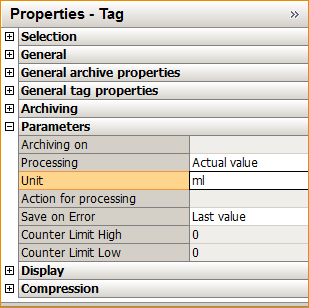 Properties - Tag »
Selection
General
General archive properties
General tag properties
Archiving
Parameters
Archiving on
Processing Actual value
Unit ml
Action for processing
Save on Error Last value
Counter Limit High 0
Counter Limit Low 0
Display
Compression